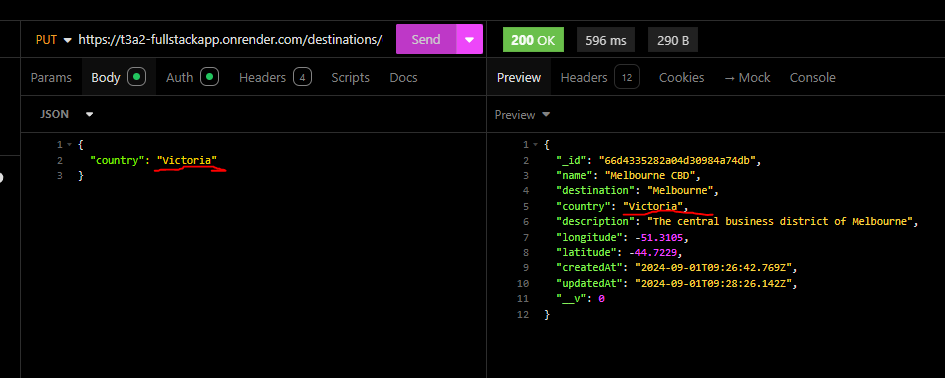 PUT https://t3a2-fullstackapp.onrender.com/destinations/ Send
200 OK 596 ms 290 B
Params Body Auth Headers 4 Scripts Docs
Preview Headers 12 Cookies → Mock Console
JSON
Preview
1 {
2 "country": "Victoria"
3 }
1 {
2 "_id": "66d4335282a04d30984a74db",
3 "name": "Melbourne CBD",
4 "destination": "Melbourne",
5 "country": "Victoria",
6 "description": "The central business district of Melbourne",
7 "longitude": -51.3105,
8 "latitude": -44.7229,
9 "createdAt": "2024-09-01T09:26:42.769Z",
10 "updatedAt": "2024-09-01T09:28:26.142Z",
11 "__v": 0
12 }